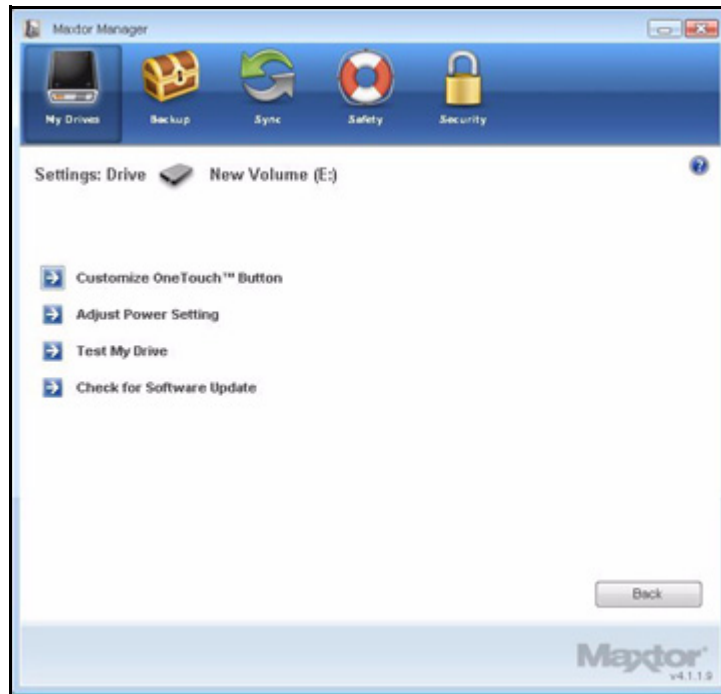 Maxtor Manager
My Drives Backup Sync Safety Security
Settings: Drive New Volume (E:)
?
Customize OneTouch™ Button
Adjust Power Setting
Test My Drive
Check for Software Update
Back
Maxtor
v4.1.1.9